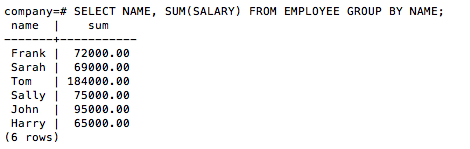 company=# SELECT NAME, SUM(SALARY) FROM EMPLOYEE GROUP BY NAME;
 name  |    sum
-------+-----------
 Frank |  72000.00
 Sarah |  69000.00
 Tom   | 184000.00
 Sally |  75000.00
 John  |  95000.00
 Harry |  65000.00
(6 rows)